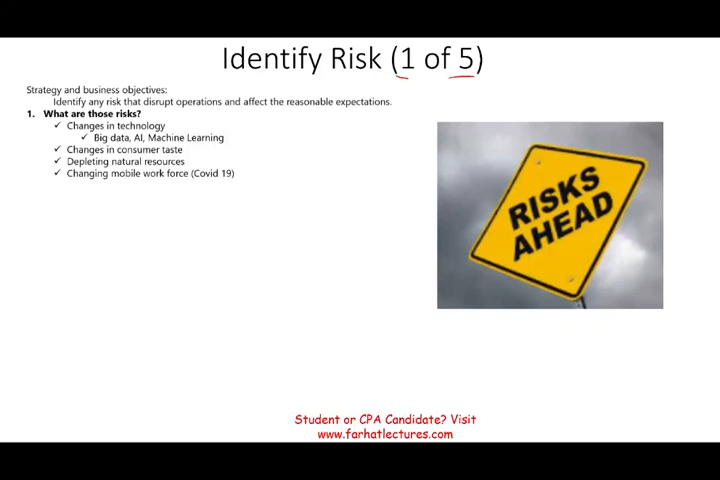 Identify Risk (1 of 5)
Strategy and business objectives:
Identify any risk that disrupt operations and affect the reasonable expectations.
1. What are those risks?
✓ Changes in technology
✓ Big data, AI, Machine Learning
✓ Changes in consumer taste
✓ Depleting natural resources
✓ Changing mobile work force (Covid 19)
RISKS
AHEAD
Student or CPA Candidate? Visit
www.farhatlectures.com